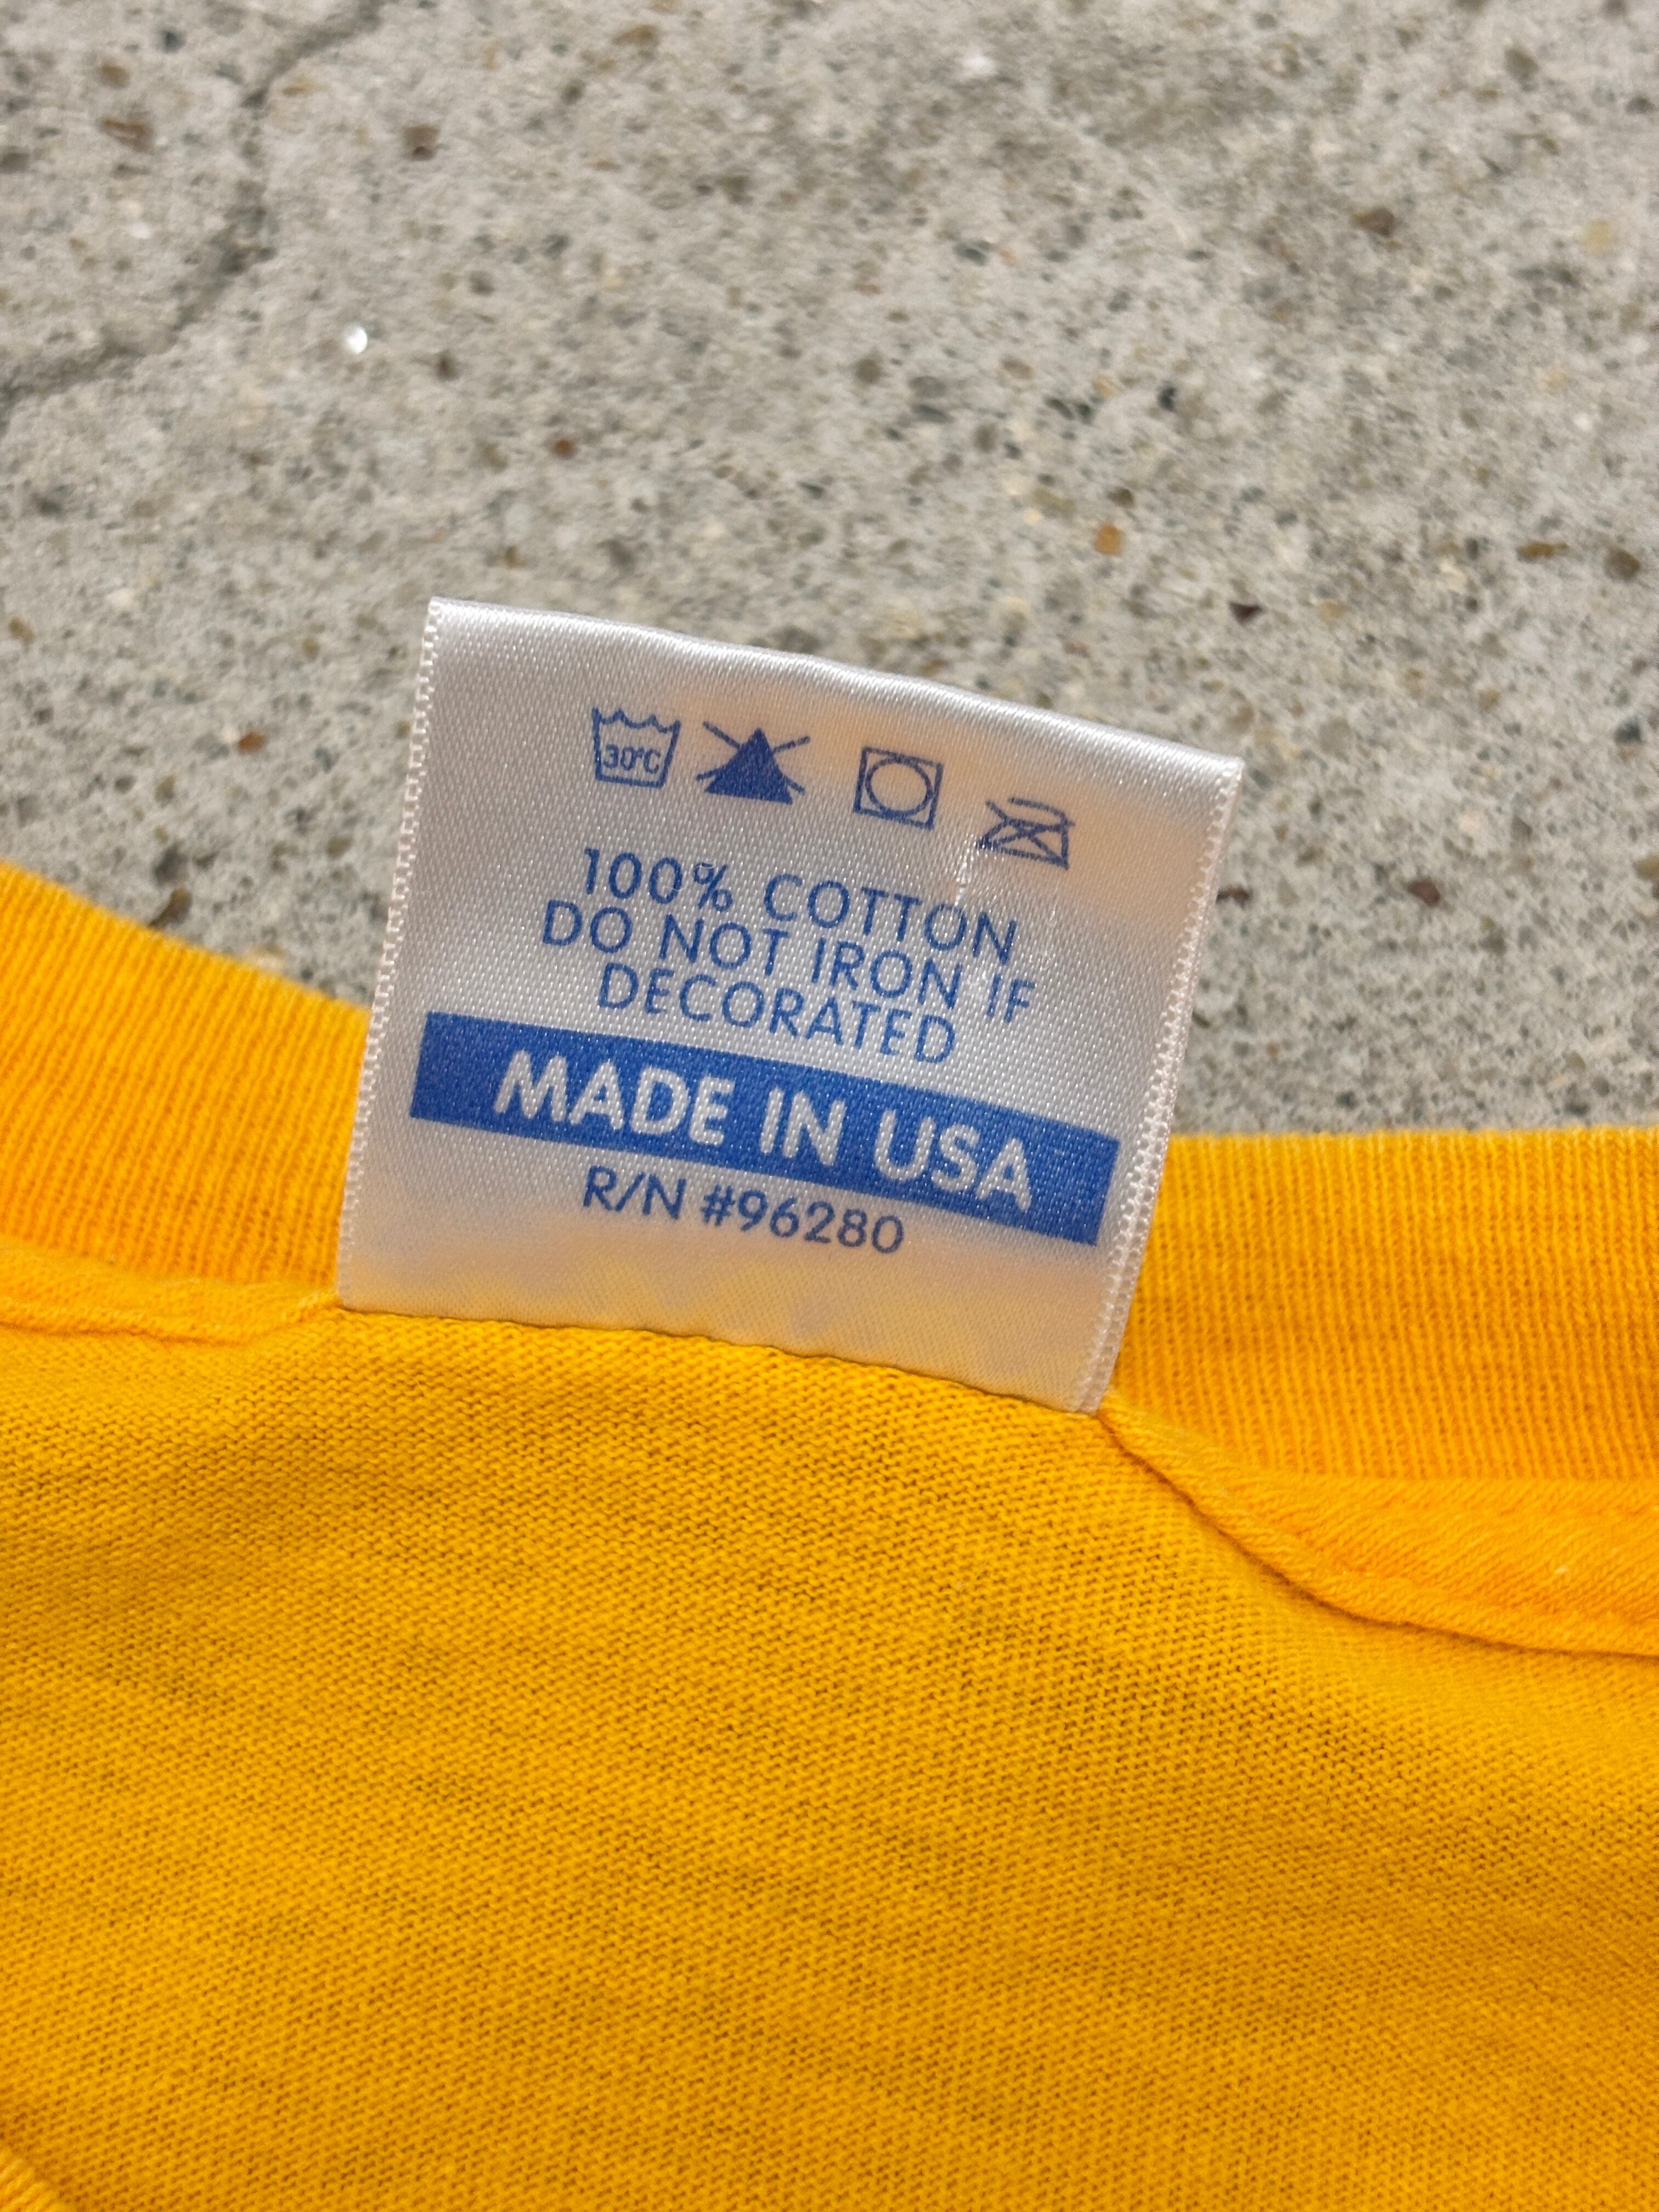 30°C
100% COTTON
DO NOT IRON IF
DECORATED
MADE IN USA
R/N #96280